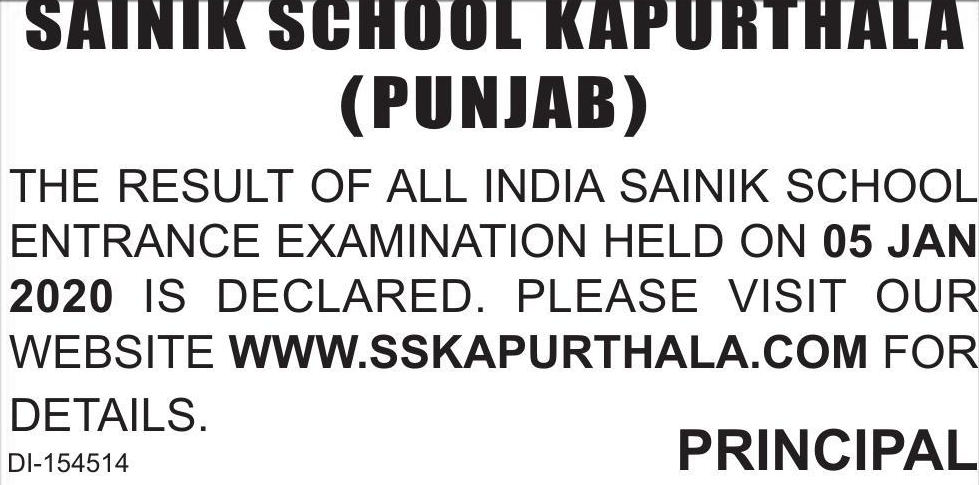 SAINIK SCHOOL KAPURTHALA
(PUNJAB)
THE RESULT OF ALL INDIA SAINIK SCHOOL
ENTRANCE EXAMINATION HELD ON 05 JAN
2020 IS DECLARED. PLEASE VISIT OUR
WEBSITE WWW.SSKAPURTHALA.COM FOR
DETAILS.
DI-154514
PRINCIPAL